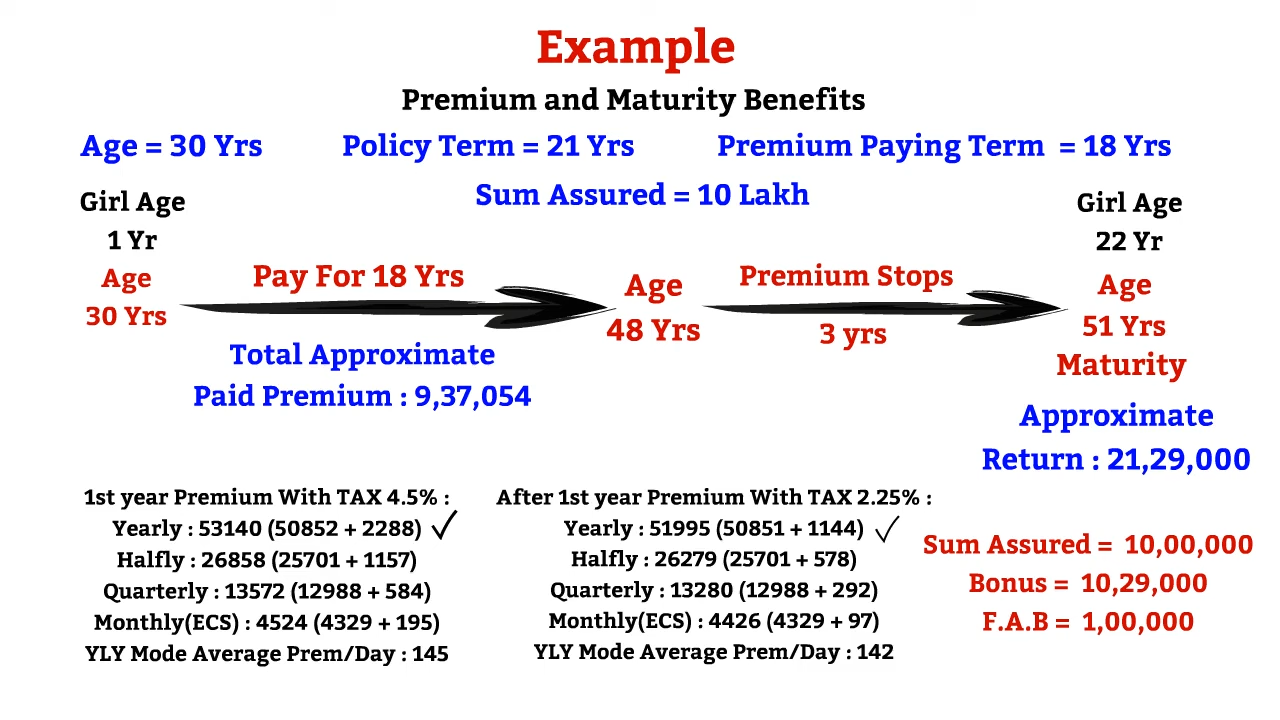 Example
Premium and Maturity Benefits
Age = 30 Yrs
Policy Term = 21 Yrs
Premium Paying Term = 18 Yrs
Sum Assured = 10 Lakh
Girl Age
1 Yr
Age
30 Yrs
Pay For 18 Yrs
Total Approximate
Paid Premium : 9,37,054
Age
48 Yrs
Premium Stops
3 yrs
Girl Age
22 Yr
Age
51 Yrs
Maturity
Approximate
Return : 21,29,000
1st year Premium With TAX 4.5% :
Yearly : 53140 (50852 + 2288)
Halfly : 26858 (25701 + 1157)
Quarterly : 13572 (12988 + 584)
Monthly(ECS) : 4524 (4329 + 195)
YLY Mode Average Prem/Day : 145
After 1st year Premium With TAX 2.25% :
Yearly : 51995 (50851 + 1144)
Halfly : 26279 (25701 + 578)
Quarterly : 13280 (12988 + 292)
Monthly(ECS) : 4426 (4329 + 97)
YLY Mode Average Prem/Day : 142
Sum Assured = 10,00,000
Bonus = 10,29,000
F.A.B = 1,00,000